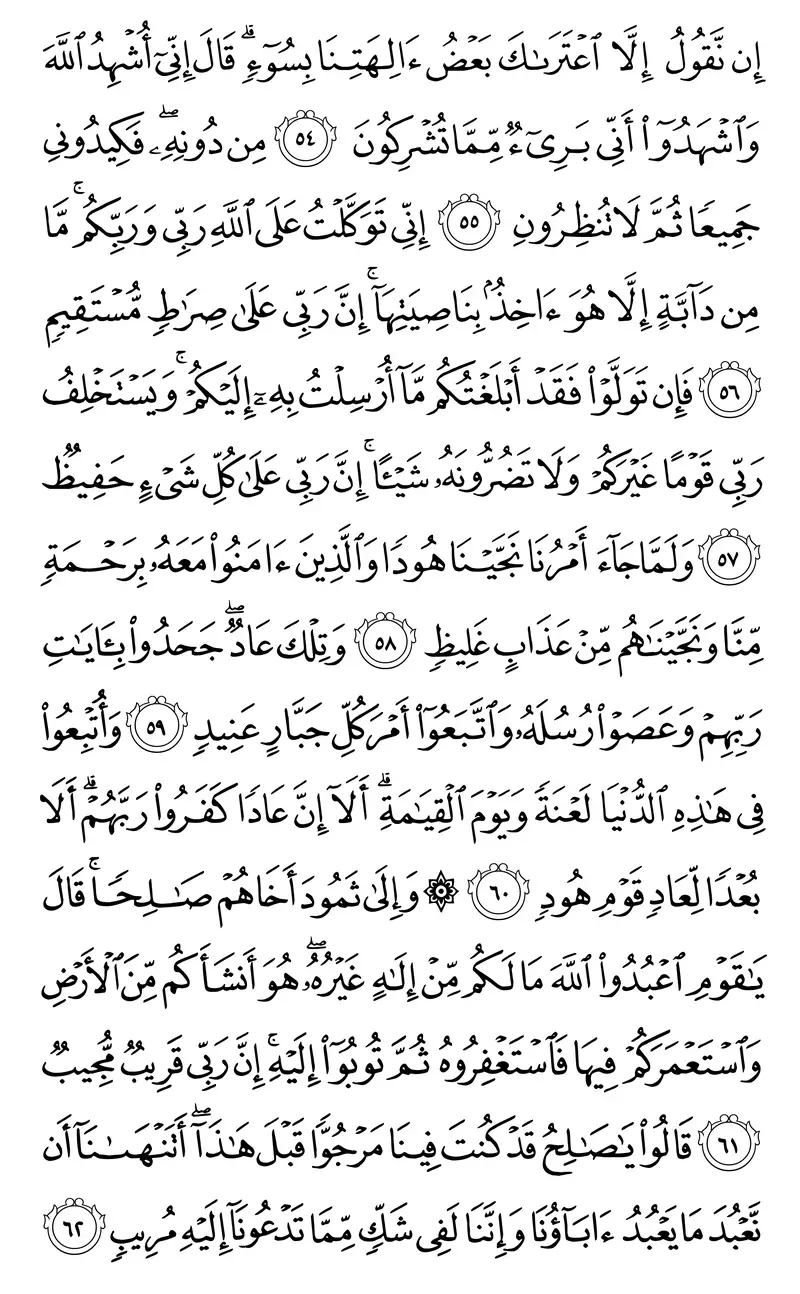 إِن نَّقُولُ إِلَّا ٱعۡتَرَىٰكَ بَعۡضُ ءَالِهَتِنَا بِسُوٓءٖۗ قَالَ إِنِّيٓ أُشۡهِدُ ٱللَّهَ
وَٱشۡهَدُوٓاْ أَنِّي بَرِيٓءٞ مِّمَّا تُشۡرِكُونَ ٥٤ مِن دُونِهِۦۖ فَكِيدُونِي
جَمِيعٗا ثُمَّ لَا تُنظِرُونِ ٥٥ إِنِّي تَوَكَّلۡتُ عَلَى ٱللَّهِ رَبِّي وَرَبِّكُمۚ مَّا
مِن دَآبَّةٍ إِلَّا هُوَ ءَاخِذُۢ بِنَاصِيَتِهَآۚ إِنَّ رَبِّي عَلَىٰ صِرَٰطٖ مُّسۡتَقِيمٖ
٥٦ فَإِن تَوَلَّوۡاْ فَقَدۡ أَبۡلَغۡتُكُم مَّآ أُرۡسِلۡتُ بِهِۦٓ إِلَيۡكُمۡۚ وَيَسۡتَخۡلِفُ
رَبِّي قَوۡمًا غَيۡرَكُمۡ وَلَا تَضُرُّونَهُۥ شَيۡـًٔاۚ إِنَّ رَبِّي عَلَىٰ كُلِّ شَيۡءٍ حَفِيظٞ
٥٧ وَلَمَّا جَآءَ أَمۡرُنَا نَجَّيۡنَا هُودٗا وَٱلَّذِينَ ءَامَنُواْ مَعَهُۥ بِرَحۡمَةٖ
مِّنَّا وَنَجَّيۡنَٰهُم مِّنۡ عَذَابٍ غَلِيظٖ ٥٨ وَتِلۡكَ عَادٞۖ جَحَدُواْ بِـَٔايَٰتِ
رَبِّهِمۡ وَعَصَوۡاْ رُسُلَهُۥ وَٱتَّبَعُوٓاْ أَمۡرَ كُلِّ جَبَّارٍ عَنِيدٖ ٥٩ وَأُتۡبِعُواْ
فِي هَٰذِهِ ٱلدُّنۡيَا لَعۡنَةٗ وَيَوۡمَ ٱلۡقِيَٰمَةِۗ أَلَآ إِنَّ عَادٗا كَفَرُواْ رَبَّهُمۡۗ أَلَا
بُعۡدٗا لِّعَادٖ قَوۡمِ هُودٖ ٦٠ ۞ وَإِلَىٰ ثَمُودَ أَخَاهُمۡ صَٰلِحٗاۚ قَالَ
يَٰقَوۡمِ ٱعۡبُدُواْ ٱللَّهَ مَا لَكُم مِّنۡ إِلَٰهٍ غَيۡرُهُۥۖ هُوَ أَنشَأَكُم مِّنَ ٱلۡأَرۡضِ
وَٱسۡتَعۡمَرَكُمۡ فِيهَا فَٱسۡتَغۡفِرُوهُ ثُمَّ تُوبُوٓاْ إِلَيۡهِۚ إِنَّ رَبِّي قَرِيبٞ مُّجِيبٞ
٦١ قَالُواْ يَٰصَٰلِحُ قَدۡ كُنتَ فِينَا مَرۡجُوّٗا قَبۡلَ هَٰذَآۖ أَتَنۡهَىٰنَآ أَن
نَّعۡبُدَ مَا يَعۡبُدُ ءَابَآؤُنَا وَإِنَّنَا لَفِي شَكّٖ مِّمَّا تَدۡعُونَآ إِلَيۡهِ مُرِيبٖ ٦٢